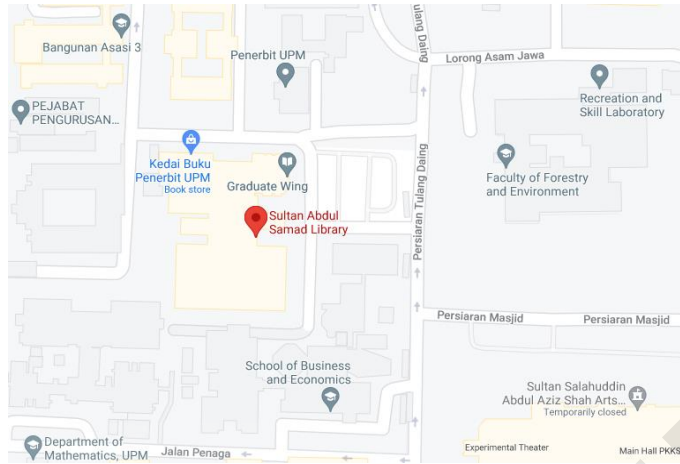 Bangunan Asasi 3
Penerbit UPM
Persiaran Tulang Daing
Lorong Asam Jawa
PEJABAT
PENGURUSAN...
Recreation and
Skill Laboratory
Kedai Buku
Penerbit UPM
Book store
Graduate Wing
Faculty of Forestry
and Environment
Sultan Abdul
Samad Library
Persiaran Tulang Daing
Persiaran Masjid
Persiaran Masjid
School of Business
and Economics
Sultan Salahuddin
Abdul Aziz Shah Arts...
Temporarily closed
Department of
Mathematics, UPM
Jalan Penaga
Experimental Theater
Main Hall PKKS